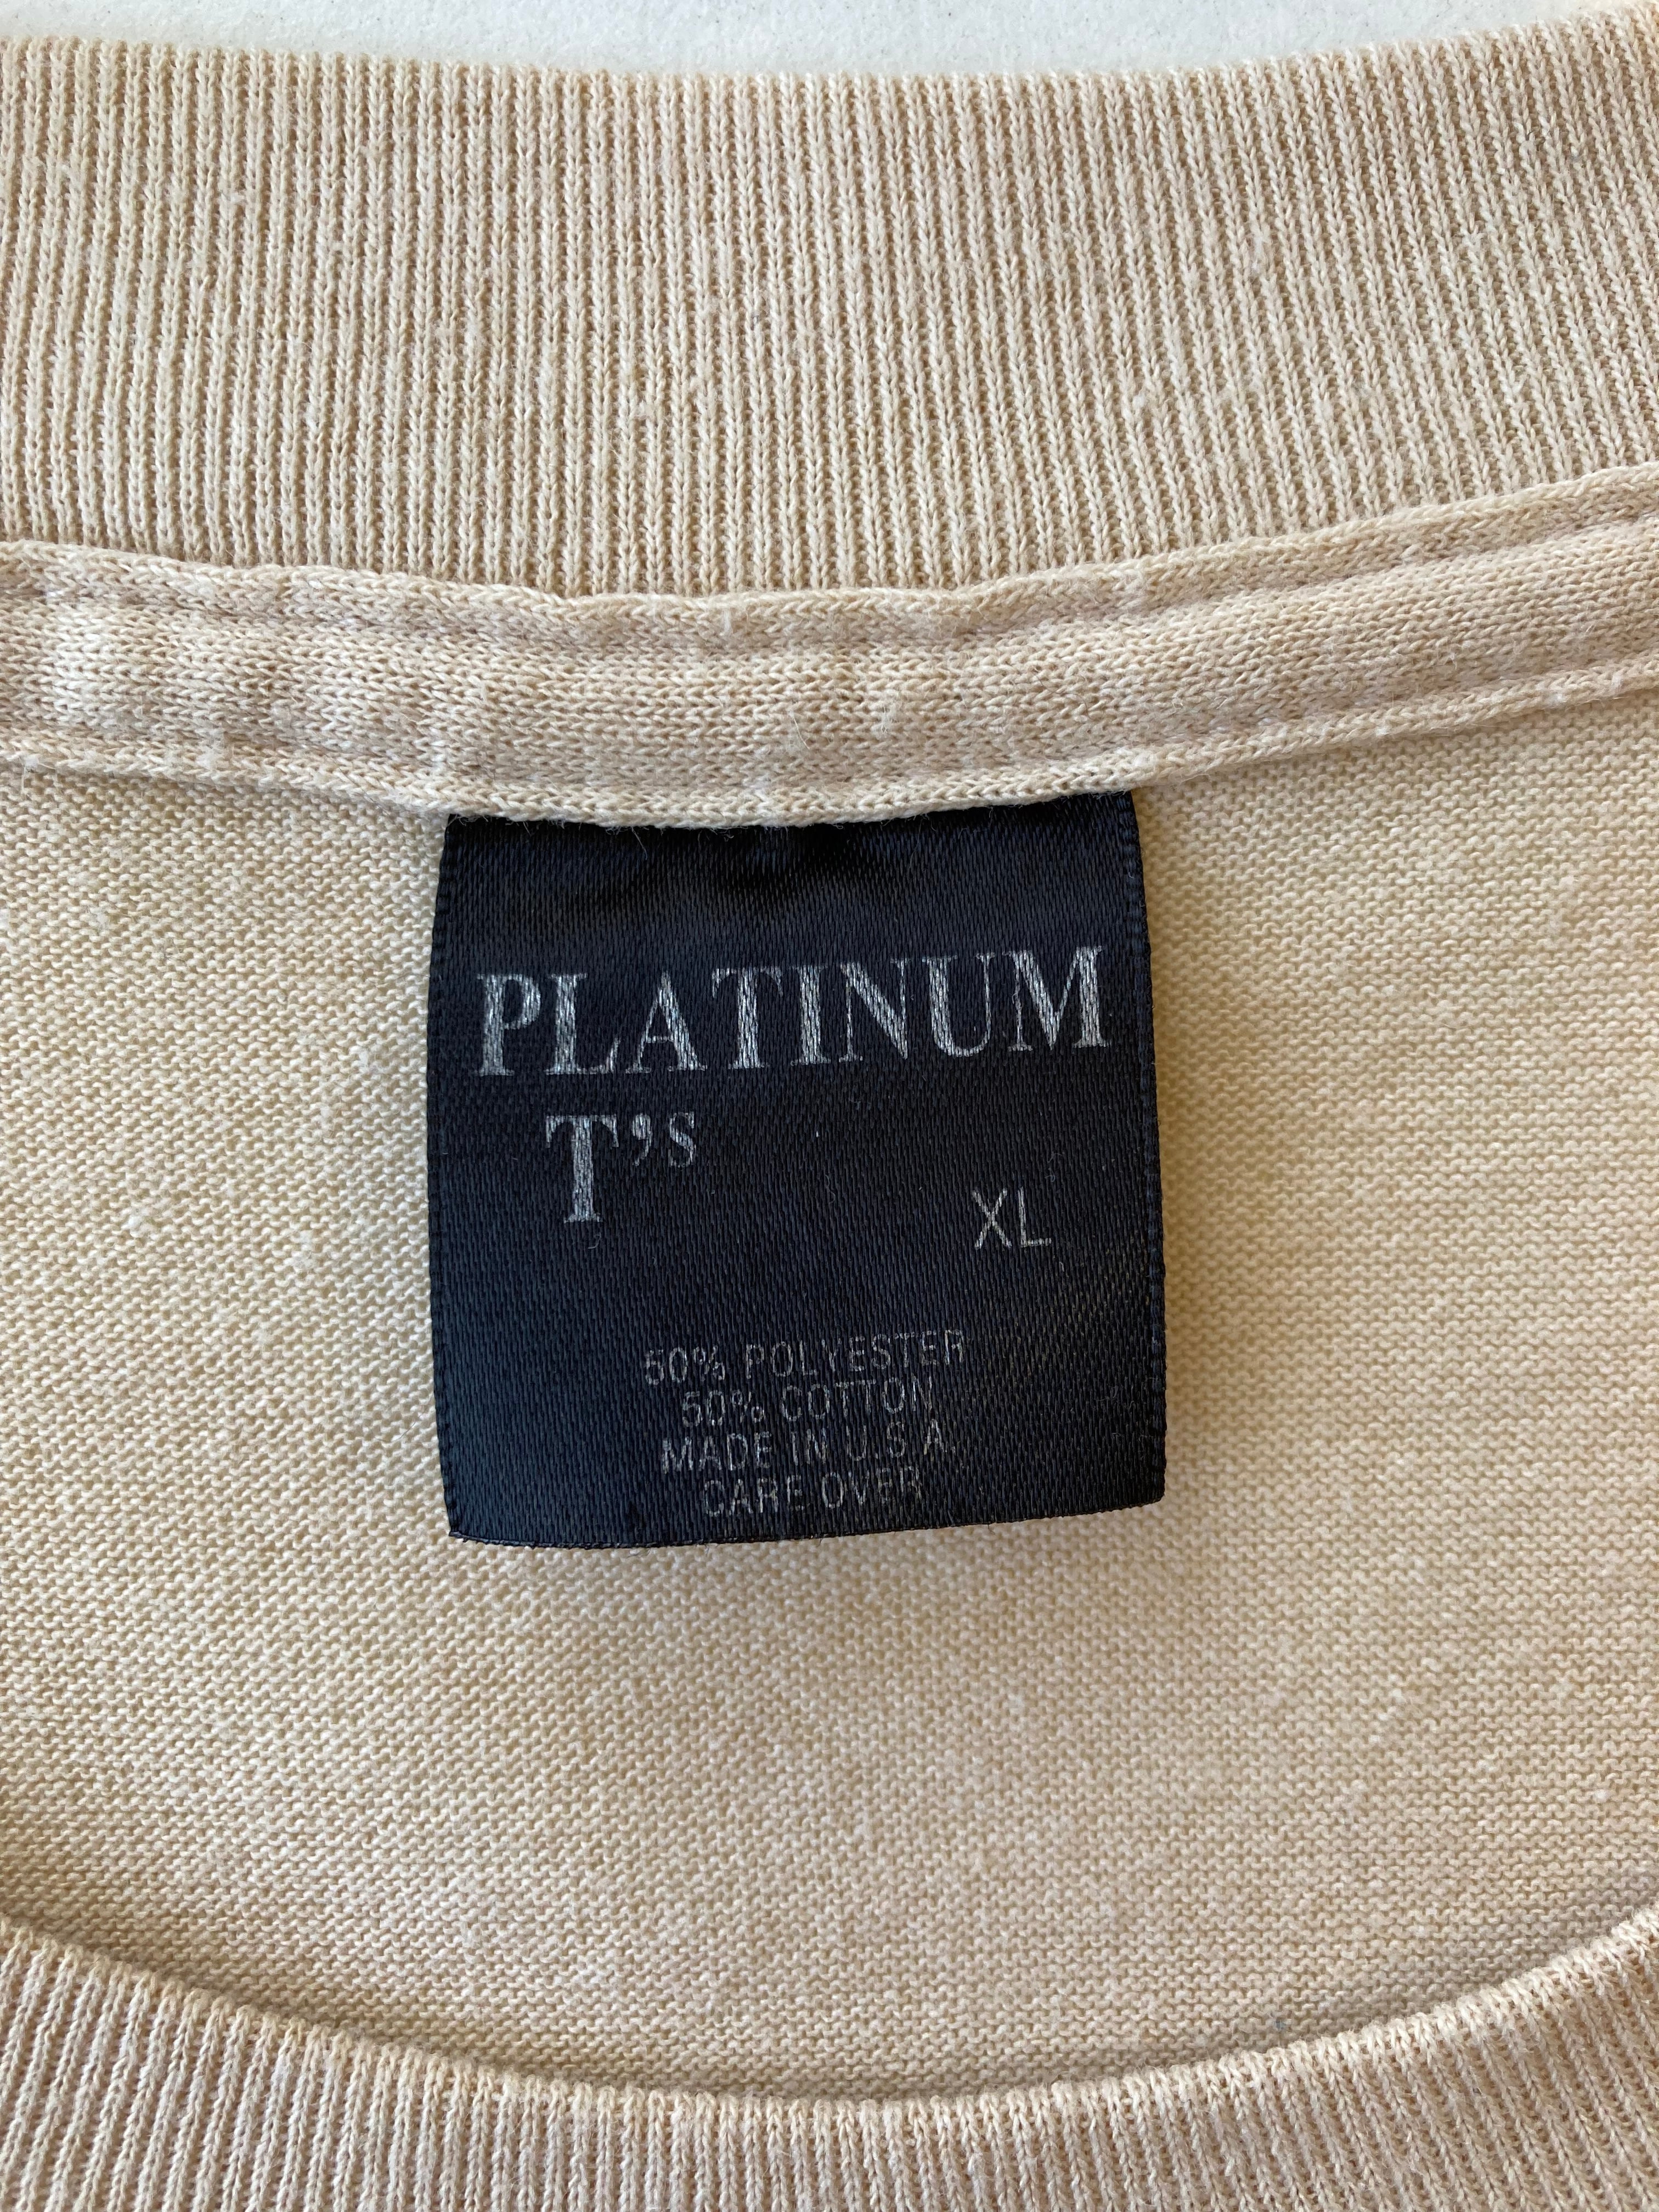 PLATINUM
T's
XL
50% POLYESTER
50% COTTON
MADE IN U.S.A.
CARE OVER